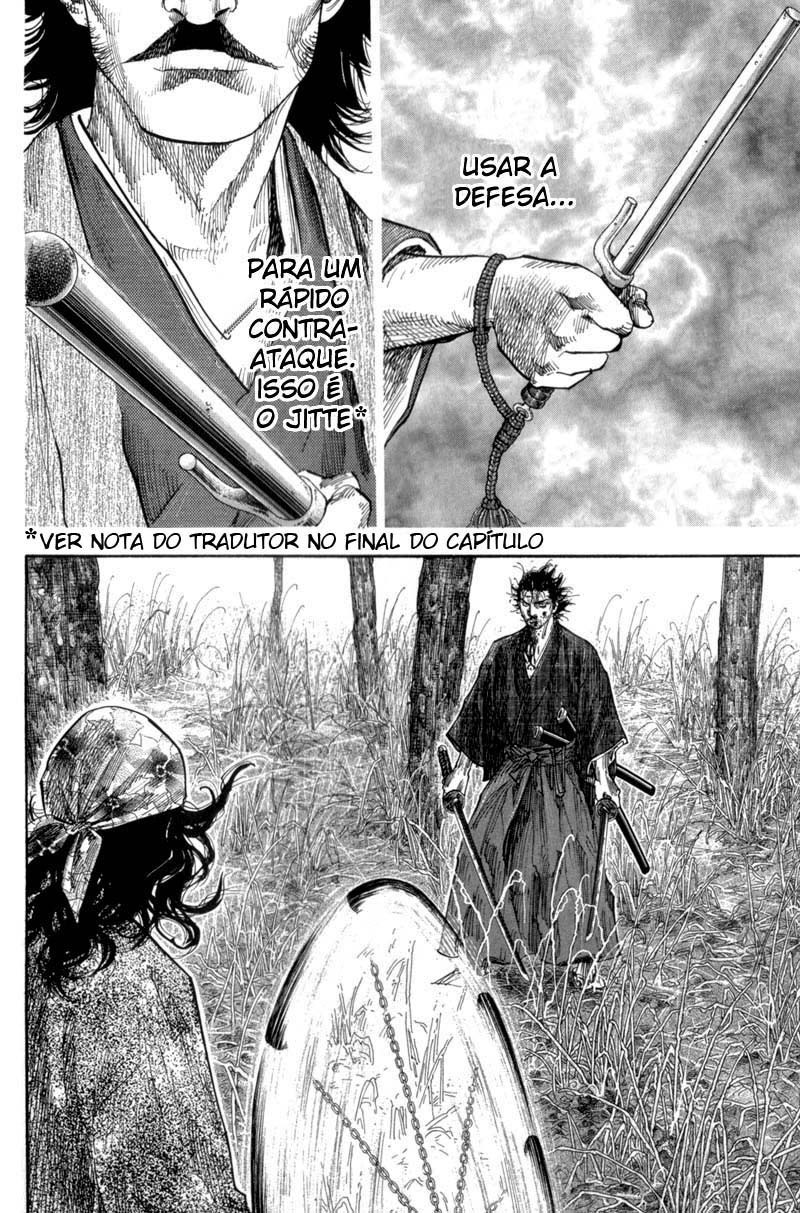 USAR A
DEFESA...
PARA UM
RÁPIDO
CONTRA-
ATAQUE.
ISSO É
O JITTE*
*VER NOTA DO TRADUTOR NO FINAL DO CAPÍTULO